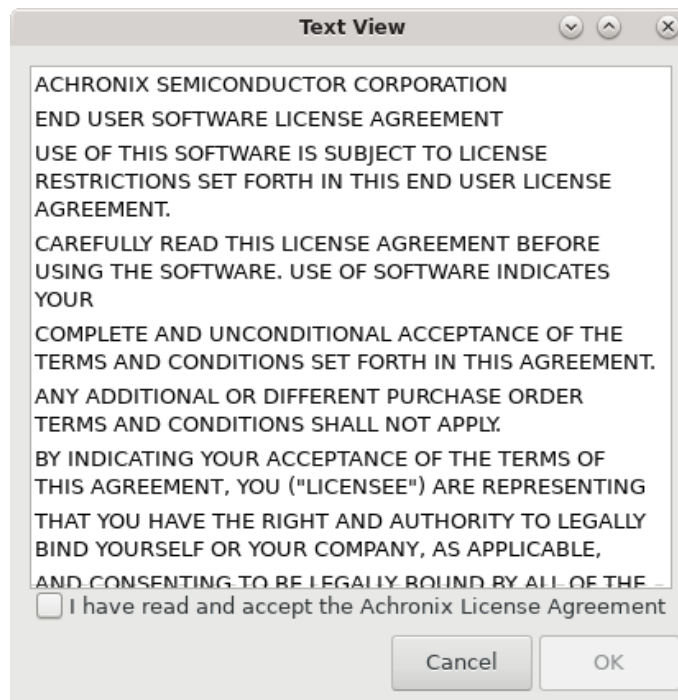 Text View
ACHRONIX SEMICONDUCTOR CORPORATION
END USER SOFTWARE LICENSE AGREEMENT
USE OF THIS SOFTWARE IS SUBJECT TO LICENSE
RESTRICTIONS SET FORTH IN THIS END USER LICENSE
AGREEMENT.
CAREFULLY READ THIS LICENSE AGREEMENT BEFORE
USING THE SOFTWARE. USE OF SOFTWARE INDICATES
YOUR
COMPLETE AND UNCONDITIONAL ACCEPTANCE OF THE
TERMS AND CONDITIONS SET FORTH IN THIS AGREEMENT.
ANY ADDITIONAL OR DIFFERENT PURCHASE ORDER
TERMS AND CONDITIONS SHALL NOT APPLY.
BY INDICATING YOUR ACCEPTANCE OF THE TERMS OF
THIS AGREEMENT, YOU ("LICENSEE") ARE REPRESENTING
THAT YOU HAVE THE RIGHT AND AUTHORITY TO LEGALLY
BIND YOURSELF OR YOUR COMPANY, AS APPLICABLE,
AND CONSENTING TO BE LEGALLY BOUND BY ALL OF THE
I have read and accept the Achronix License Agreement
Cancel OK